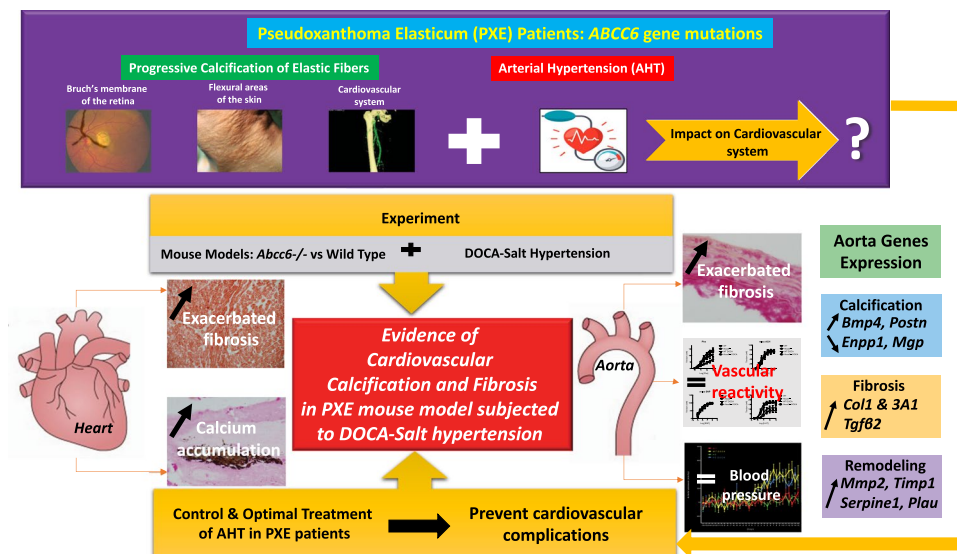 Pseudoxanthoma Elasticum (PXE) Patients: ABCC6 gene mutations
Progressive Calcification of Elastic Fibers
Arterial Hypertension (AHT)
Bruch's membrane
of the retina
Flexural areas
of the skin
Cardiovascular
system
Impact on Cardiovascular
system
?
Experiment
Mouse Models: Abcc6-/- vs Wild Type
DOCA-Salt Hypertension
Exacerbated
fibrosis
Heart
Calcium
accumulation
Evidence of
Cardiovascular
Calcification and Fibrosis
in PXE mouse model subjected
to DOCA-Salt hypertension
Aorta
Exacerbated
fibrosis
Vascular
reactivity
Blood
pressure
Aorta Genes
Expression
Calcification
Bmp4, Postn
Enpp1, Mgp
Fibrosis
Col1 & 3A1
Tgfβ2
Remodeling
Mmp2, Timp1
Serpine1, Plau
Control & Optimal Treatment
of AHT in PXE patients
Prevent cardiovascular
complications